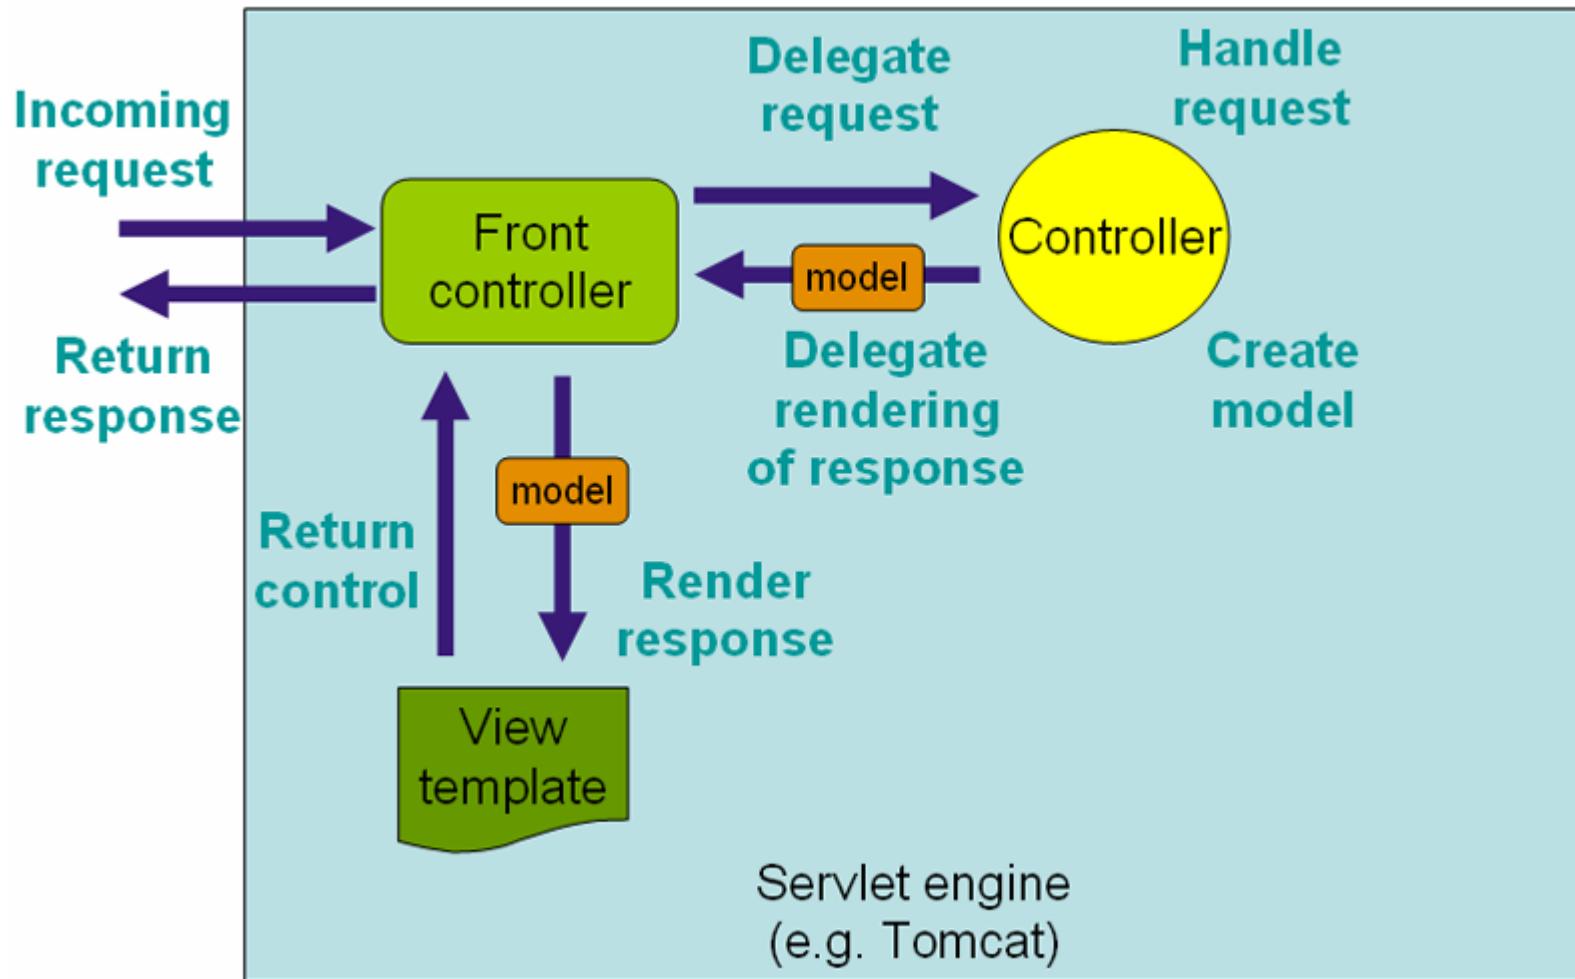 Incoming
request
Return
response
Front
controller
Delegate
request
Handle
request
Controller
model
Delegate
rendering
of response
Create
model
model
Return
control
Render
response
View
template
Servlet engine
(e.g. Tomcat)